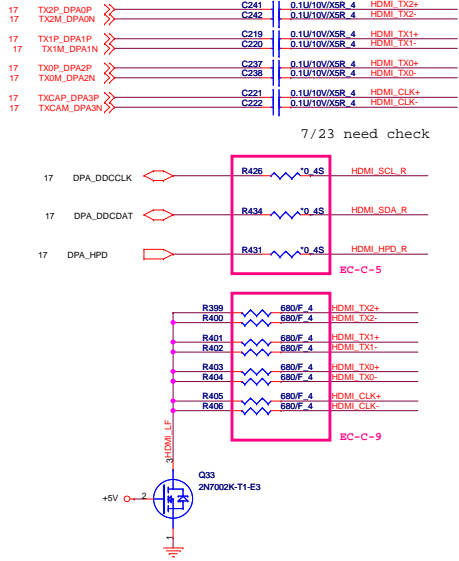 17 TX2P_DPA0P C241 0.1U/10V/X5R_4 HDMI_TX2+
17 TX2M_DPA0N C242 0.1U/10V/X5R_4 HDMI_TX2-
17 TX1P_DPA1P C219 0.1U/10V/X5R_4 HDMI_TX1+
17 TX1M_DPA1N C220 0.1U/10V/X5R_4 HDMI_TX1-
17 TX0P_DPA2P C237 0.1U/10V/X5R_4 HDMI_TX0+
17 TX0M_DPA2N C238 0.1U/10V/X5R_4 HDMI_TX0-
17 TXCAP_DPA3P C221 0.1U/10V/X5R_4 HDMI_CLK+
17 TXCAM_DPA3N C222 0.1U/10V/X5R_4 HDMI_CLK-
7/23 need check
17 DPA_DDCCLK R426 *0_4S HDMI_SCL_R
17 DPA_DDCDAT R434 *0_4S HDMI_SDA_R
17 DPA_HPD R431 *0_4S HDMI_HPD_R
EC-C-5
R399 680/F_4 HDMI_TX2+
R400 680/F_4 HDMI_TX2-
R401 680/F_4 HDMI_TX1+
R402 680/F_4 HDMI_TX1-
R403 680/F_4 HDMI_TX0+
R404 680/F_4 HDMI_TX0-
R405 680/F_4 HDMI_CLK+
R406 680/F_4 HDMI_CLK-
EC-C-9
HDMI_LF
3
Q33
2N7002K-T1-E3
+5V 2
1